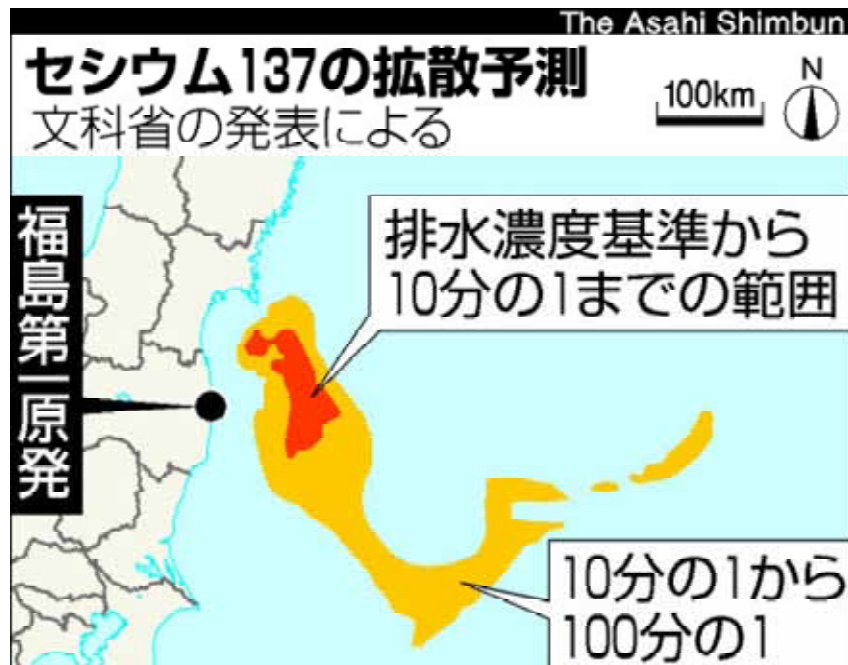 The Asahi Shimbun
セシウム137の拡散予測
文科省の発表による
100km
N
福島第一原発
排水濃度基準から
10分の1までの範囲
10分の1から
100分の1